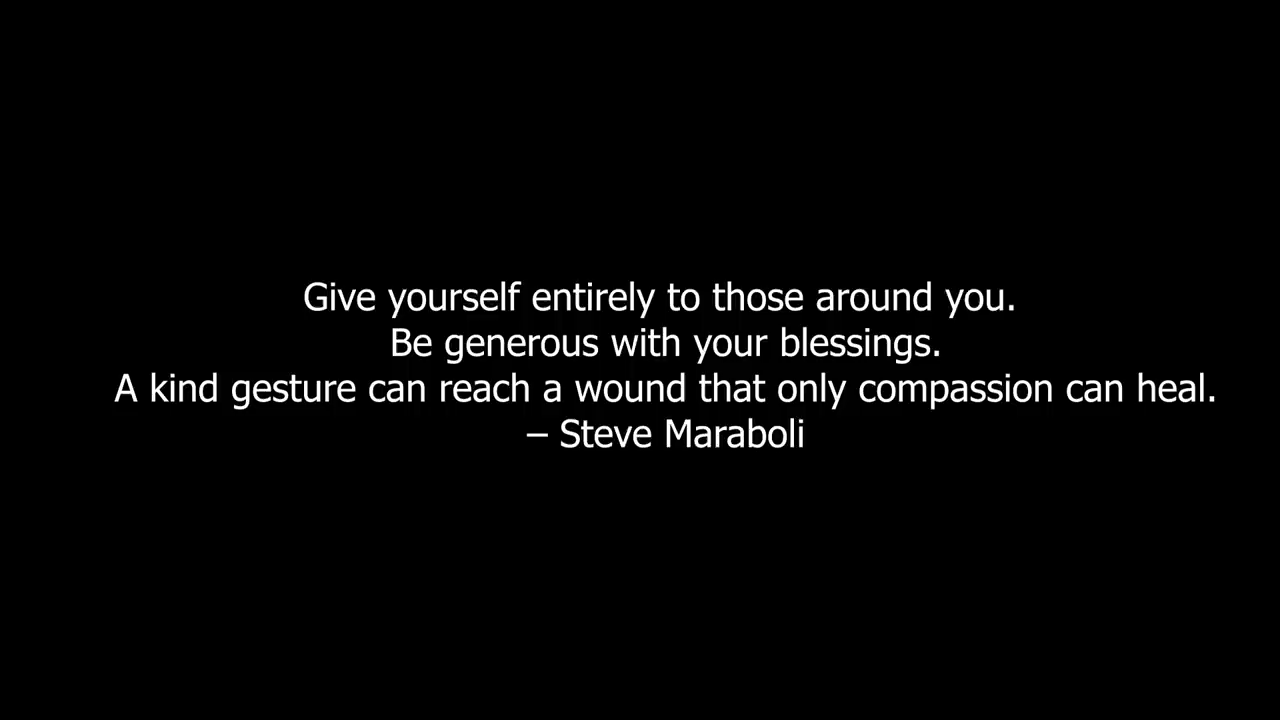 Give yourself entirely to those around you.
Be generous with your blessings.
A kind gesture can reach a wound that only compassion can heal.
– Steve Maraboli